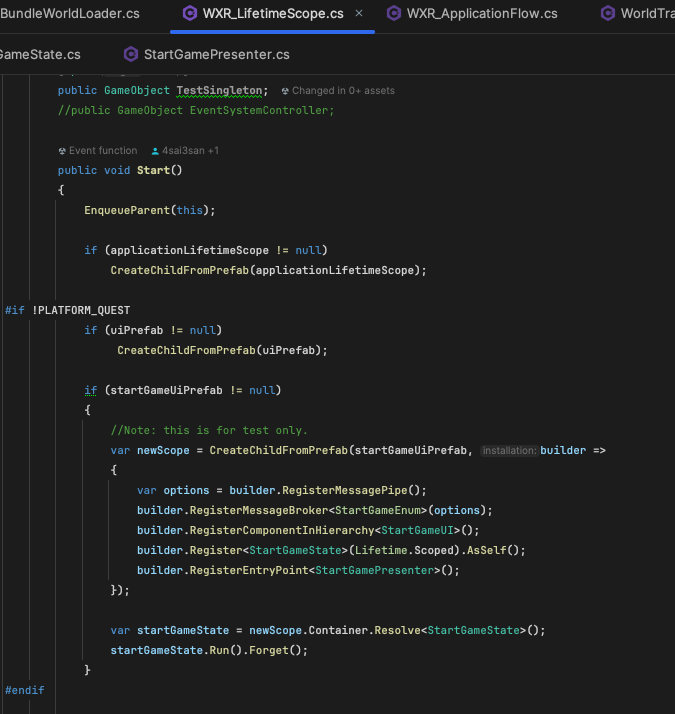 BundleWorldLoader.cs
WXR_LifetimeScope.cs ×
WXR_ApplicationFlow.cs
WorldTra
GameState.cs
StartGamePresenter.cs
public GameObject TestSingleton; Changed in 0+ assets
//public GameObject EventSystemController;
Event function 4sai3san +1
public void Start()
{
EnqueueParent(this);
if (applicationLifetimeScope != null)
CreateChildFromPrefab(applicationLifetimeScope);
#if !PLATFORM_QUEST
if (uiPrefab != null)
CreateChildFromPrefab(uiPrefab);
if (startGameUiPrefab != null)
{
//Note: this is for test only.
var newScope = CreateChildFromPrefab(startGameUiPrefab, installation: builder =>
{
var options = builder.RegisterMessagePipe();
builder.RegisterMessageBroker<StartGameEnum>(options);
builder.RegisterComponentInHierarchy<StartGameUI>();
builder.Register<StartGameState>(Lifetime.Scoped).AsSelf();
builder.RegisterEntryPoint<StartGamePresenter>();
});
var startGameState = newScope.Container.Resolve<StartGameState>();
startGameState.Run().Forget();
}
#endif